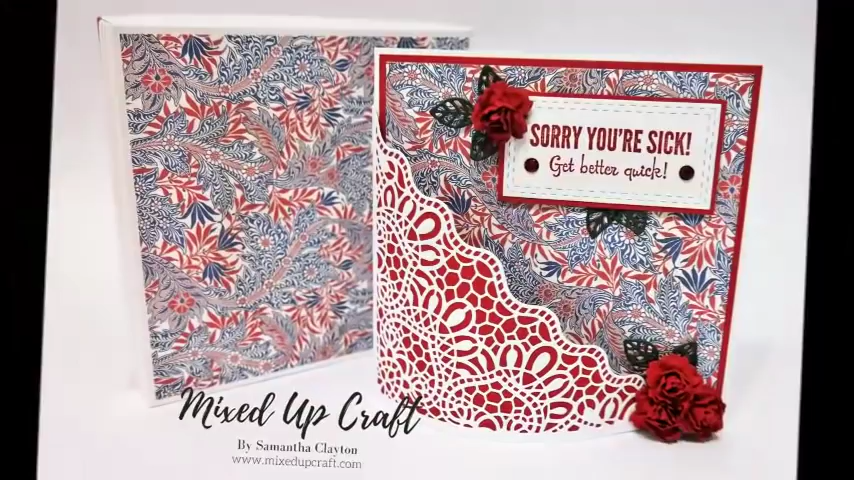 SORRY YOU'RE SICK!
Get better quick!
Mixed Up Craft
By Samantha Clayton
www.mixedupcraft.com